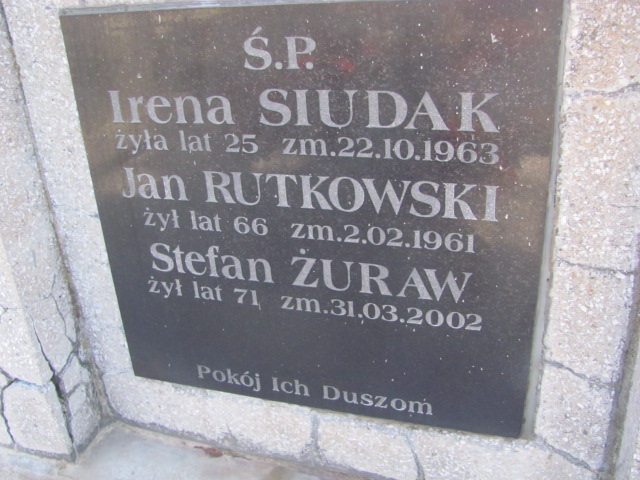 Ś.P.
Irena SIUDAK
żyła lat 25 zm.22.10.1963
Jan RUTKOWSKI
żył lat 66 zm.2.02.1961
Stefan ŻURAW
żył lat 71 zm.31.03.2002
Pokój Ich Duszom